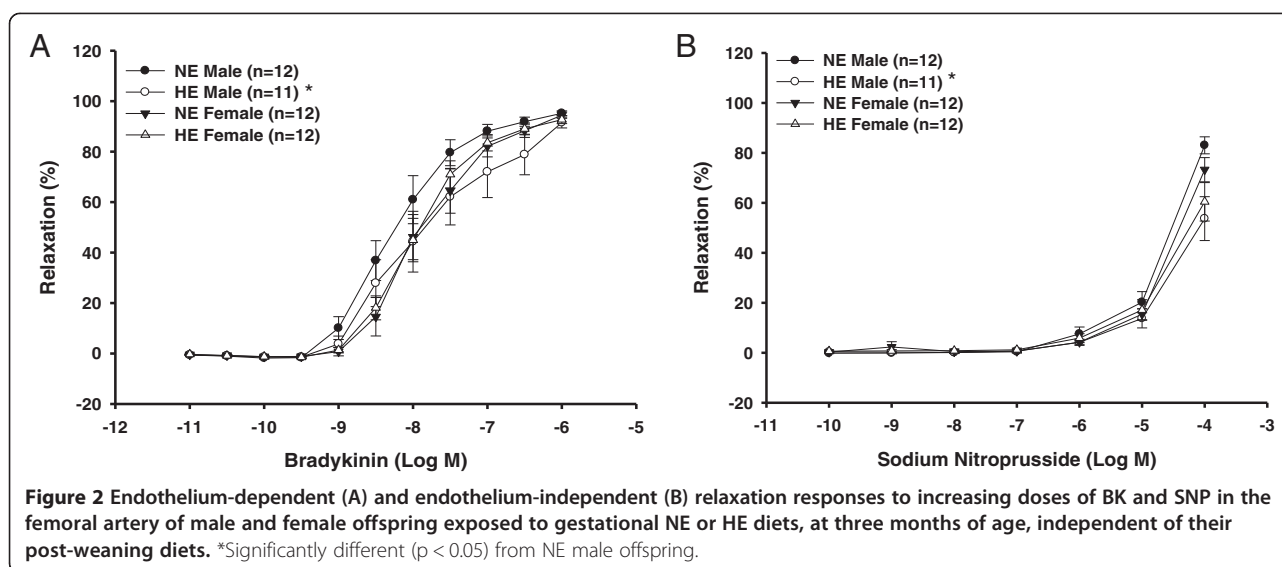 A
120
100
80
60
40
20
0
-20
Relaxation (%)
NE Male (n=12)
HE Male (n=11) *
NE Female (n=12)
HE Female (n=12)
-12 -11 -10 -9 -8 -7 -6 -5
Bradykinin (Log M)
B
120
100
80
60
40
20
0
-20
Relaxation (%)
NE Male (n=12)
HE Male (n=11) *
NE Female (n=12)
HE Female (n=12)
-11 -10 -9 -8 -7 -6 -5 -4 -3
Sodium Nitroprusside (Log M)
Figure 2 Endothelium-dependent (A) and endothelium-independent (B) relaxation responses to increasing doses of BK and SNP in the
femoral artery of male and female offspring exposed to gestational NE or HE diets, at three months of age, independent of their
post-weaning diets. *Significantly different (p < 0.05) from NE male offspring.